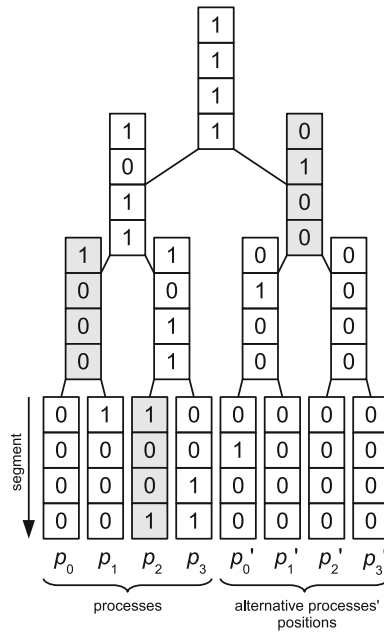 1
1
1
1 1 0
0 1
1 0
1 0
1 1 0 0
0 0 1 0
0 1 0 0
0 1 0 0
segment
0 1 1 0 0 0 0 0
0 0 0 0 1 0 0 0
0 0 0 1 0 0 0 0
0 0 1 1 0 0 0 0
p0 p1 p2 p3 p0' p1' p2' p3'
processes
alternative processes'
positions